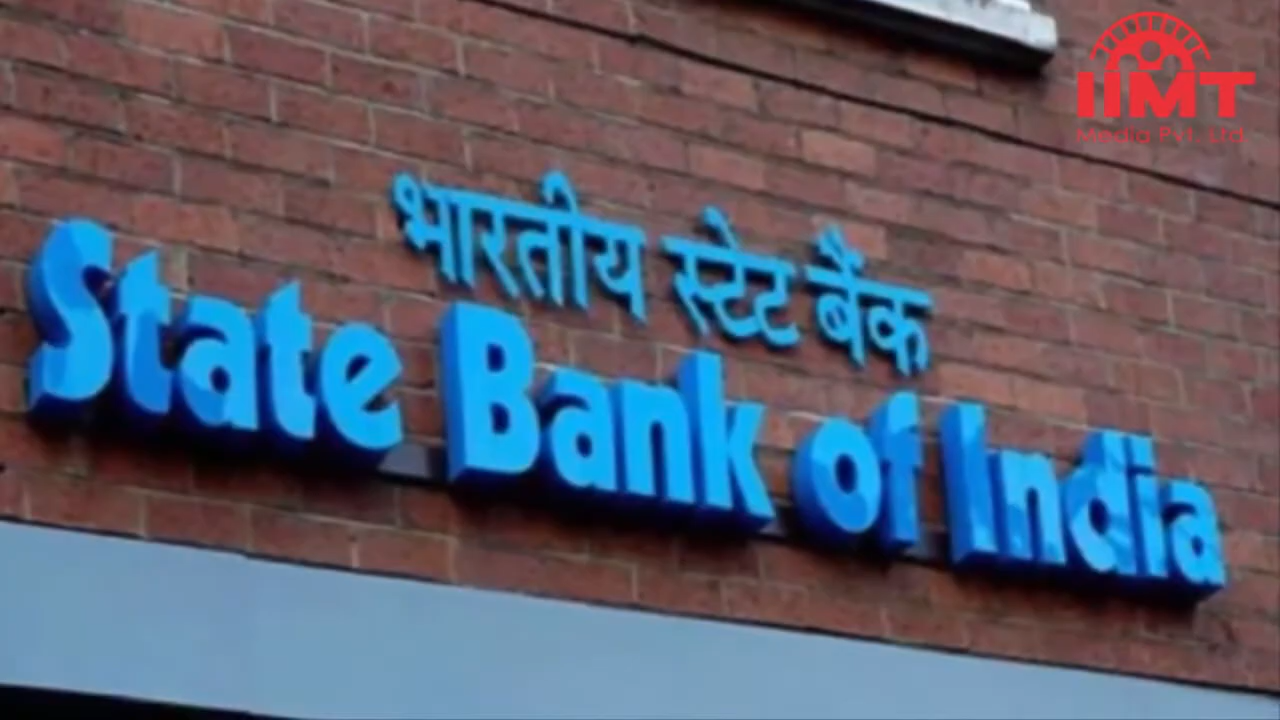 IIMT
Media Pvt. Ltd.
भारतीय स्टेट बैंक
State Bank of India